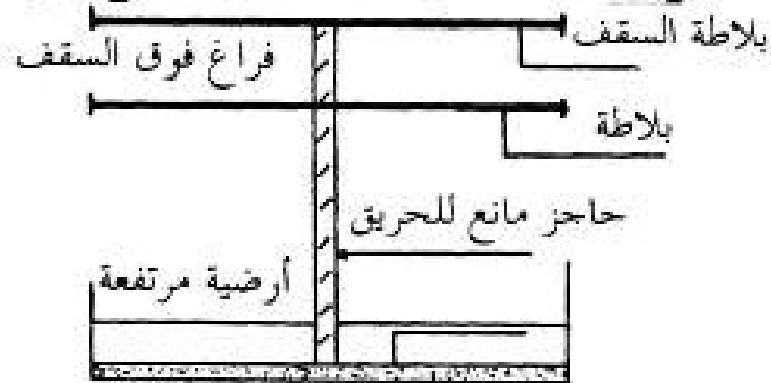 بلاطة السقف
فراغ فوق السقف
بلاطة
حاجز مانع للحريق
أرضية مرتفعة